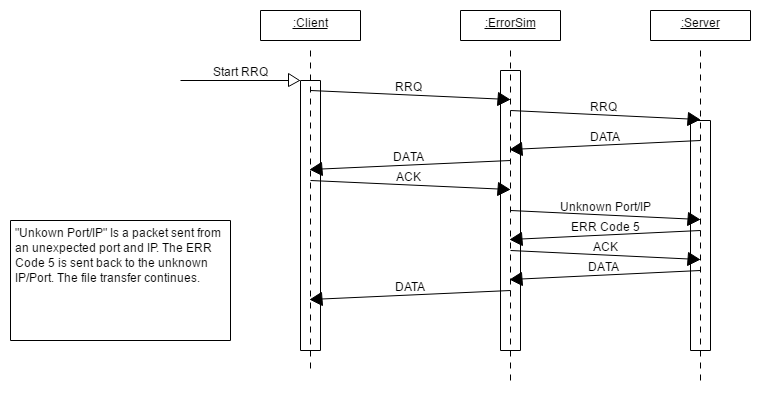 :Client
:ErrorSim
:Server
Start RRQ
RRQ
RRQ
DATA
DATA
ACK
Unknown Port/IP
ERR Code 5
ACK
DATA
DATA
"Unkown Port/IP" Is a packet sent from
an unexpected port and IP. The ERR
Code 5 is sent back to the unknown
IP/Port. The file transfer continues.